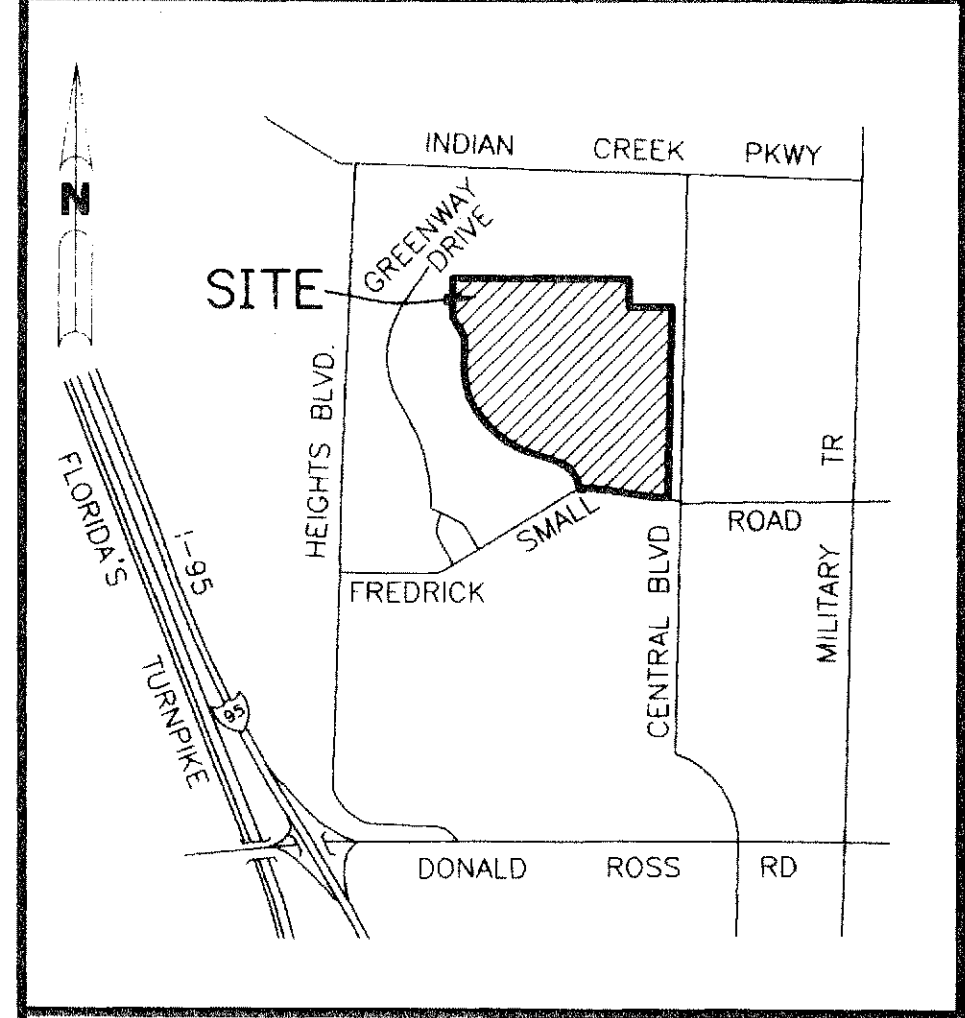 INDIAN CREEK PKWY
N
GREENWAY
DRIVE
SITE
HEIGHTS BLVD.
FLORIDA'S
TURNPIKE
I-95
95
FREDRICK
SMALL
ROAD
CENTRAL BLVD
MILITARY TR
DONALD ROSS RD